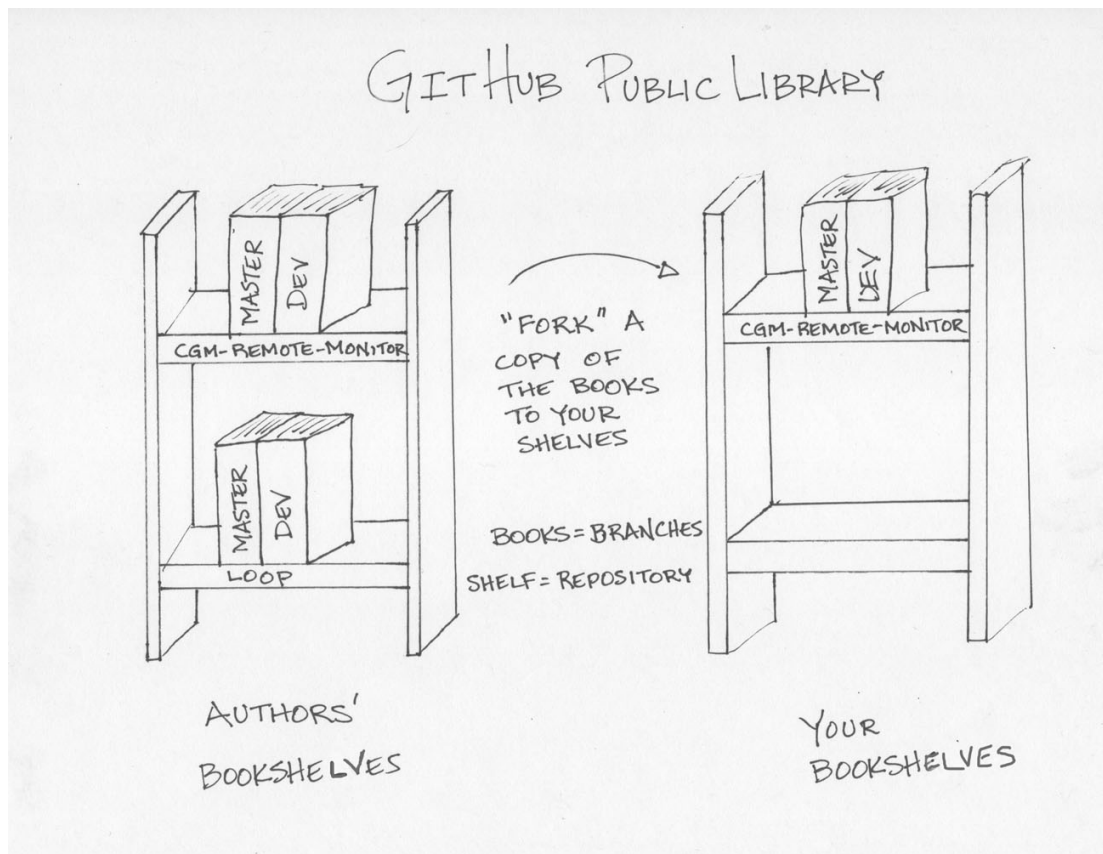 GITHUB PUBLIC LIBRARY
MASTER
DEV
CGM-REMOTE-MONITOR
MASTER
DEV
LOOP
AUTHORS'
BOOKSHELVES
"FORK" A
COPY OF
THE BOOKS
TO YOUR
SHELVES
BOOKS = BRANCHES
SHELF = REPOSITORY
MASTER
DEV
CGM-REMOTE-MONITOR
YOUR
BOOKSHELVES